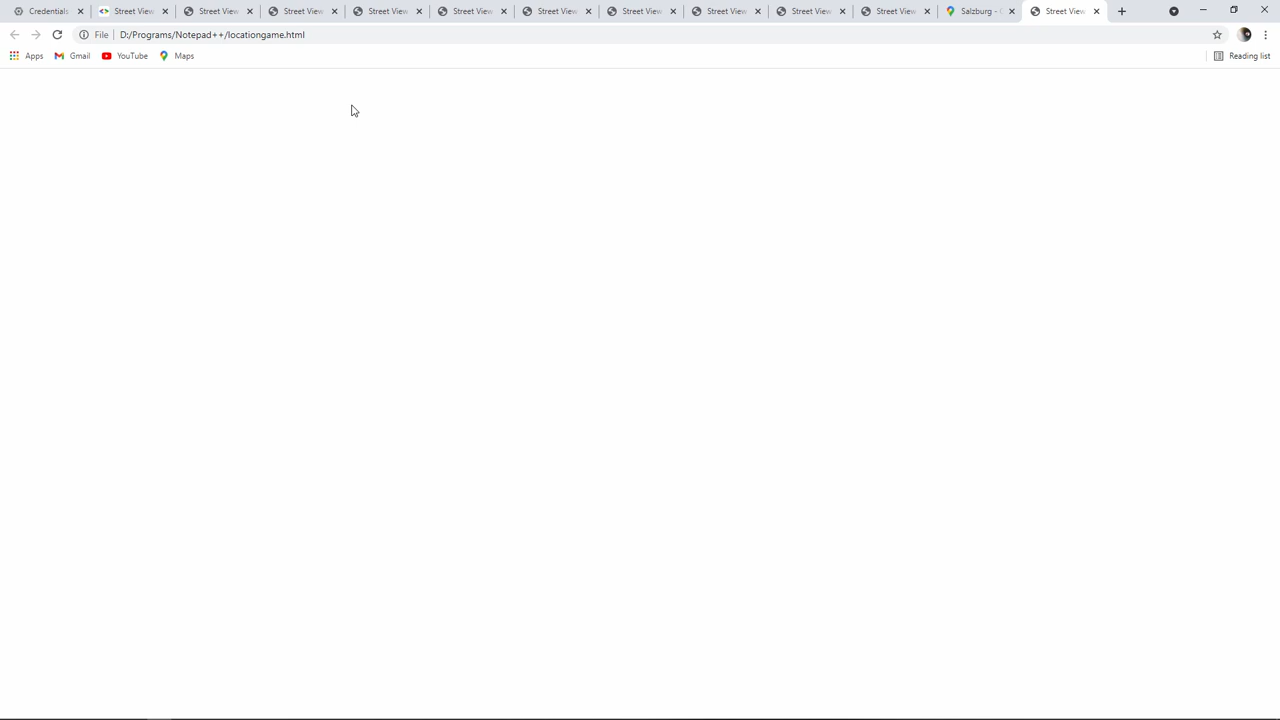 Credentials Street View Street View Street View Street View Street View Street View Street View Street View Street View Street View Salzburg - Street View
File D:/Programs/Notepad++/locationgame.html
Apps Gmail YouTube Maps Reading list